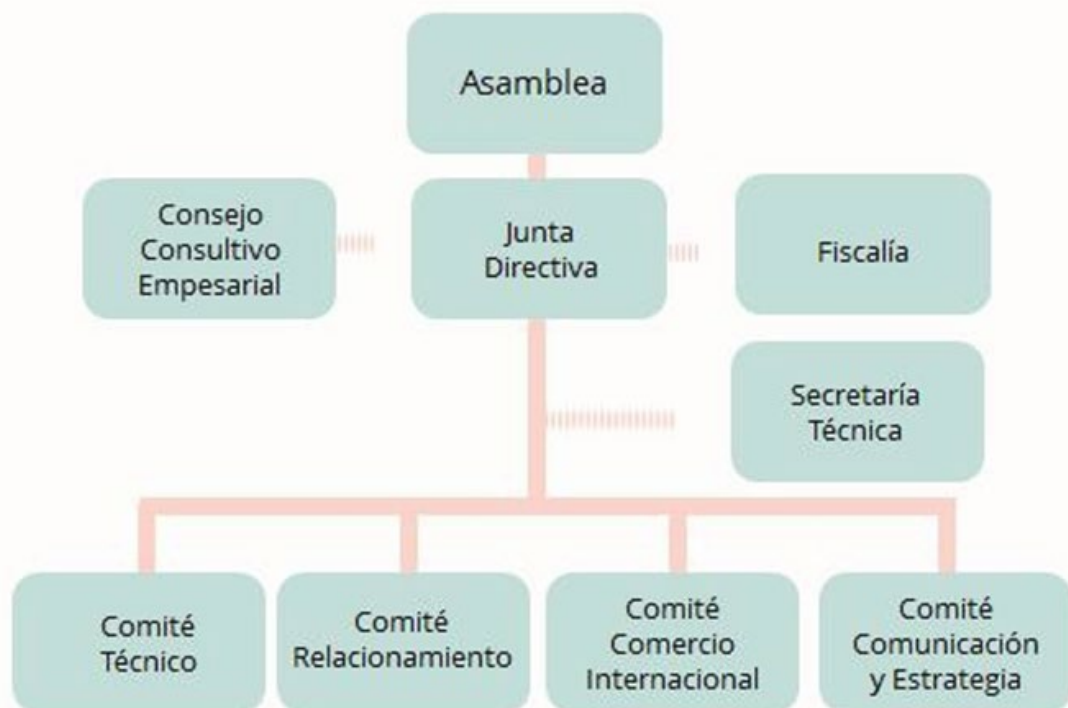 Asamblea
Consejo
Consultivo
Empesarial
Junta
Directiva
Fiscalía
Secretaría
Técnica
Comité
Técnico
Comité
Relacionamiento
Comité
Comercio
Internacional
Comité
Comunicación
y Estrategia